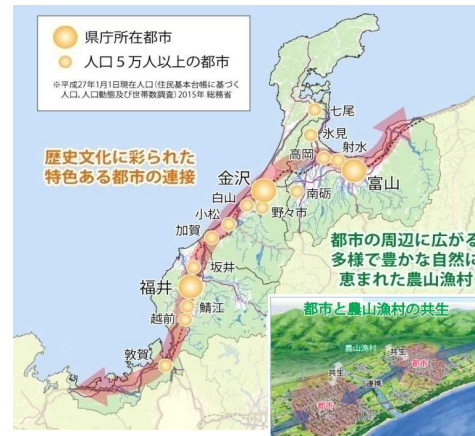 県庁所在都市
人口５万人以上の都市
※平成27年1月1日現在人口（住民基本台帳に基づく
人口、人口動態及び世帯数調査）2015年 総務省
歴史文化に彩られた
特色ある都市の連接
七尾
氷見
高岡
射水
金沢
富山
白山
南砺
小松
野々市
加賀
都市の周辺に広がる
多様で豊かな自然に
恵まれた農山漁村
坂井
福井
鯖江
越前
敦賀
都市と農山漁村の共生
農山漁村
共生
都市
共生
連携
都市